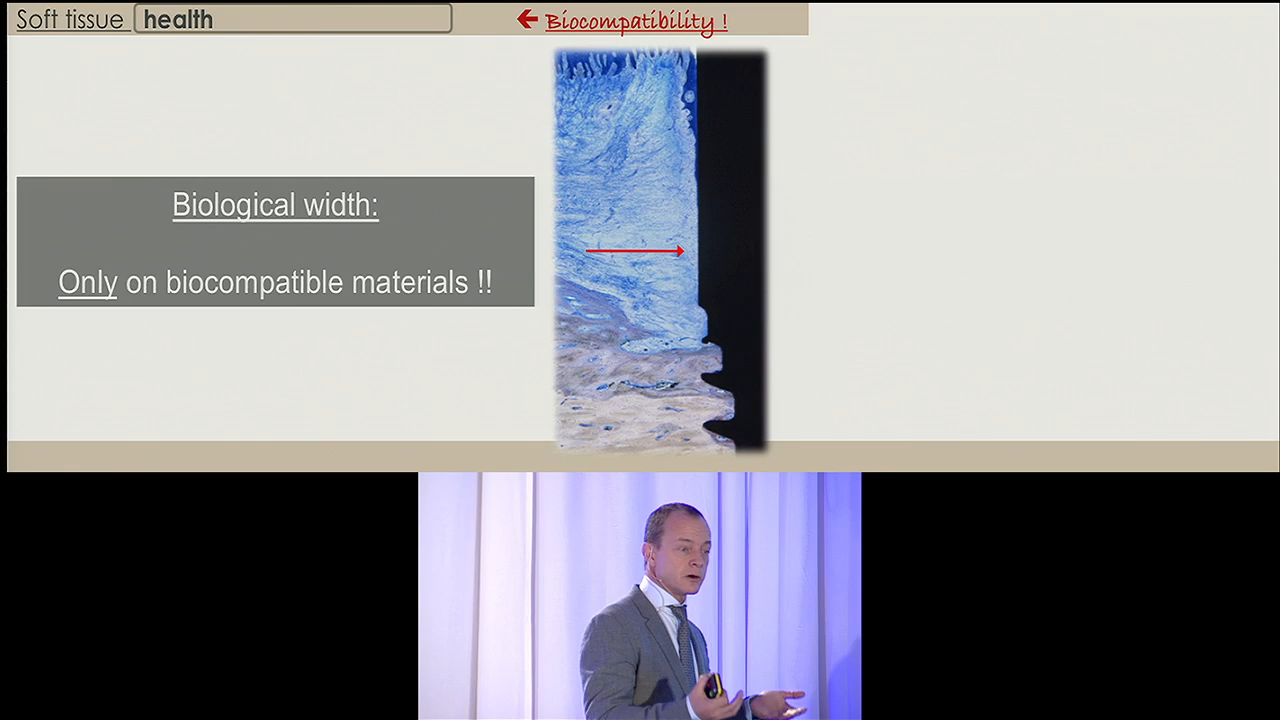 Soft tissue health ← Biocompatibility !
Biological width:
Only on biocompatible materials !!